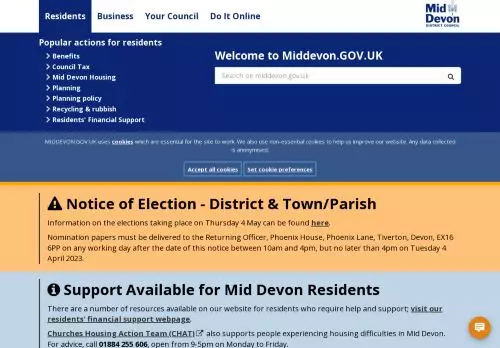 Residents Business Your Council Do It Online
Mid Devon
DISTRICT COUNCIL
Popular actions for residents
Benefits
Council Tax
Mid Devon Housing
Planning
Planning policy
Recycling & rubbish
Residents' Financial Support
Welcome to Middevon.GOV.UK
Search on middevon.gov.uk
MIDDEVON.GOV.UK uses cookies which are essential for the site to work. We also use non-essential cookies to help us improve our website. Any data collected
is anonymised.
Accept all cookies Set cookie preferences
Notice of Election - District & Town/Parish
Information on the elections taking place on Thursday 4 May can be found here.
Nomination papers must be delivered to the Returning Officer, Phoenix House, Phoenix Lane, Tiverton, Devon, EX16
6PP on any working day after the date of this notice between 10am and 4pm, but no later than 4pm on Tuesday 4
April 2023.
Support Available for Mid Devon Residents
There are a number of resources available on our website for residents who require help and support; visit our
residents' financial support webpage.
Churches Housing Action Team (CHAT) also supports people experiencing housing difficulties in Mid Devon.
For advice, call 01884 255 606, open from 9-5pm on Monday to Friday.